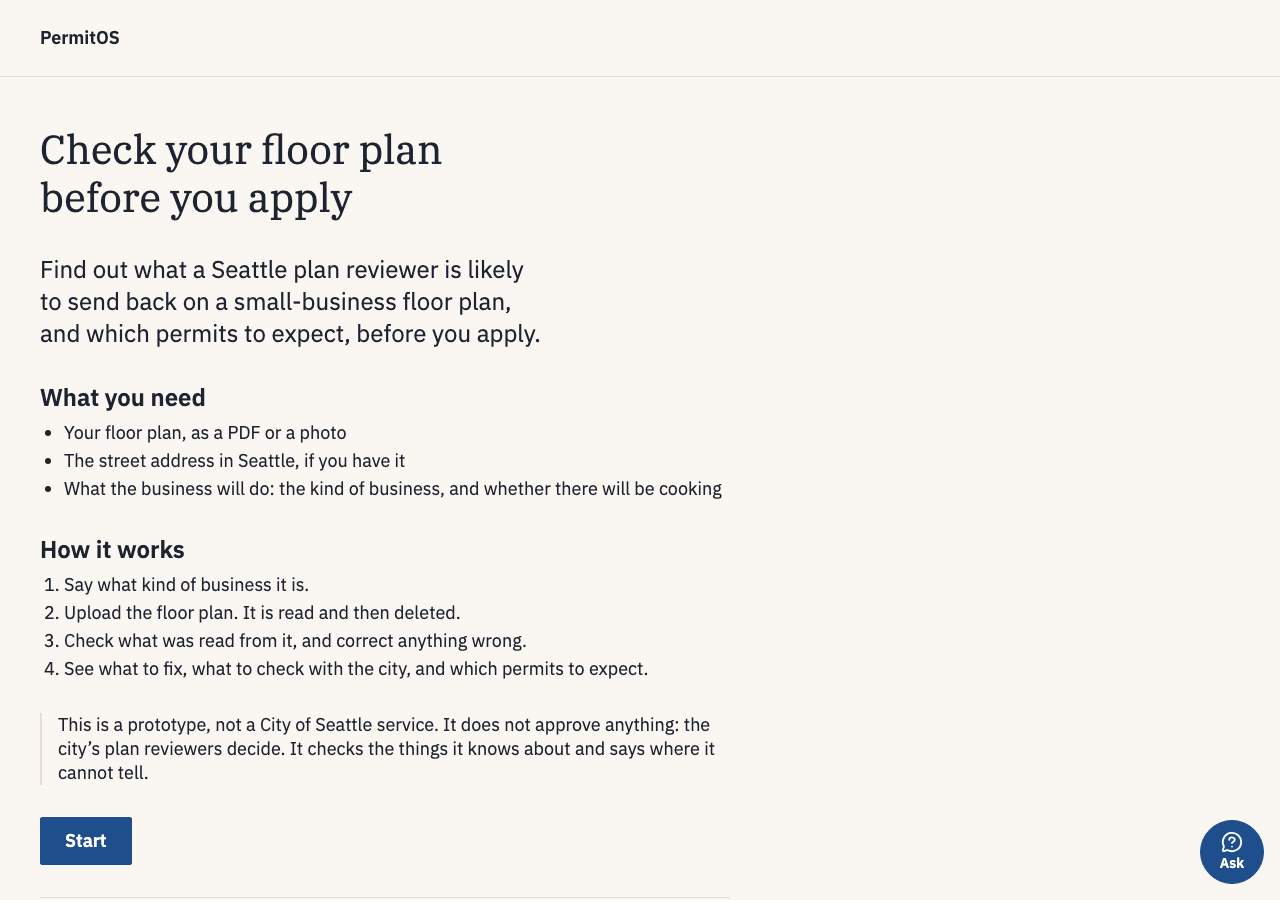 PermitOS
Check your floor plan
before you apply
Find out what a Seattle plan reviewer is likely
to send back on a small-business floor plan,
and which permits to expect, before you apply.
What you need
• Your floor plan, as a PDF or a photo
• The street address in Seattle, if you have it
• What the business will do: the kind of business, and whether there will be cooking
How it works
1. Say what kind of business it is.
2. Upload the floor plan. It is read and then deleted.
3. Check what was read from it, and correct anything wrong.
4. See what to fix, what to check with the city, and which permits to expect.
This is a prototype, not a City of Seattle service. It does not approve anything: the
city’s plan reviewers decide. It checks the things it knows about and says where it
cannot tell.
Start
Ask